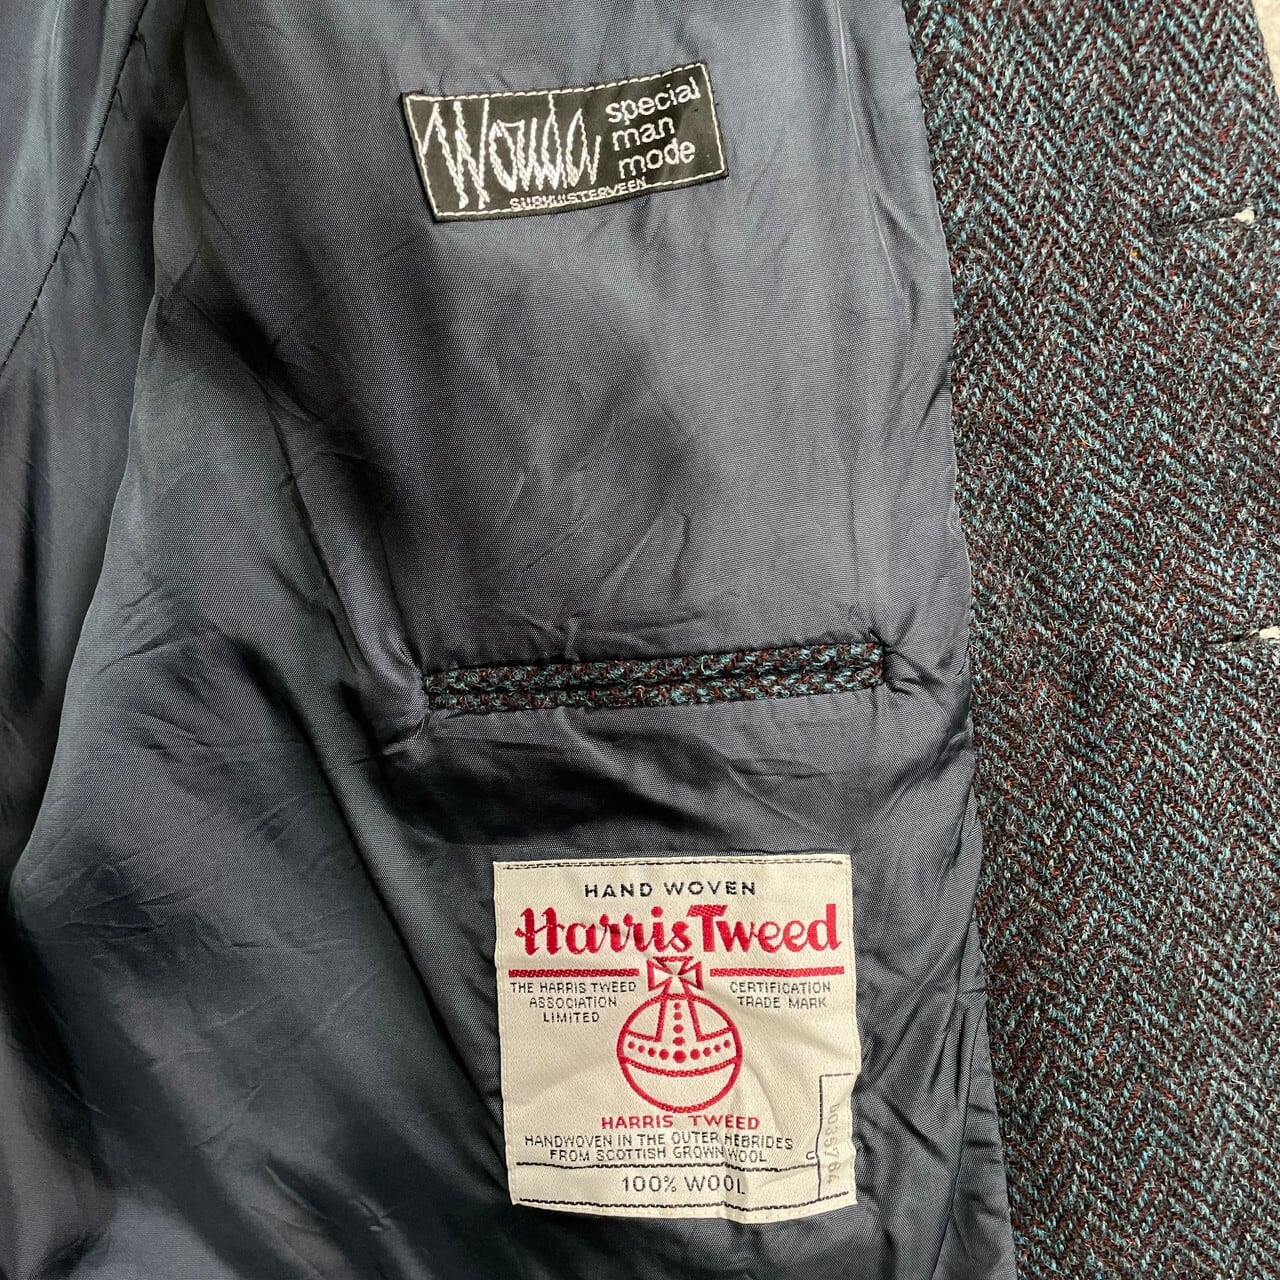 Wouda
special
man
mode
SURHUISTERVEEN
HAND WOVEN
Harris Tweed
THE HARRIS TWEED
ASSOCIATION
LIMITED
CERTIFICATION
TRADE MARK
HARRIS TWEED
HANDWOVEN IN THE OUTER HEBRIDES
FROM SCOTTISH GROWN WOOL
100% WOOL